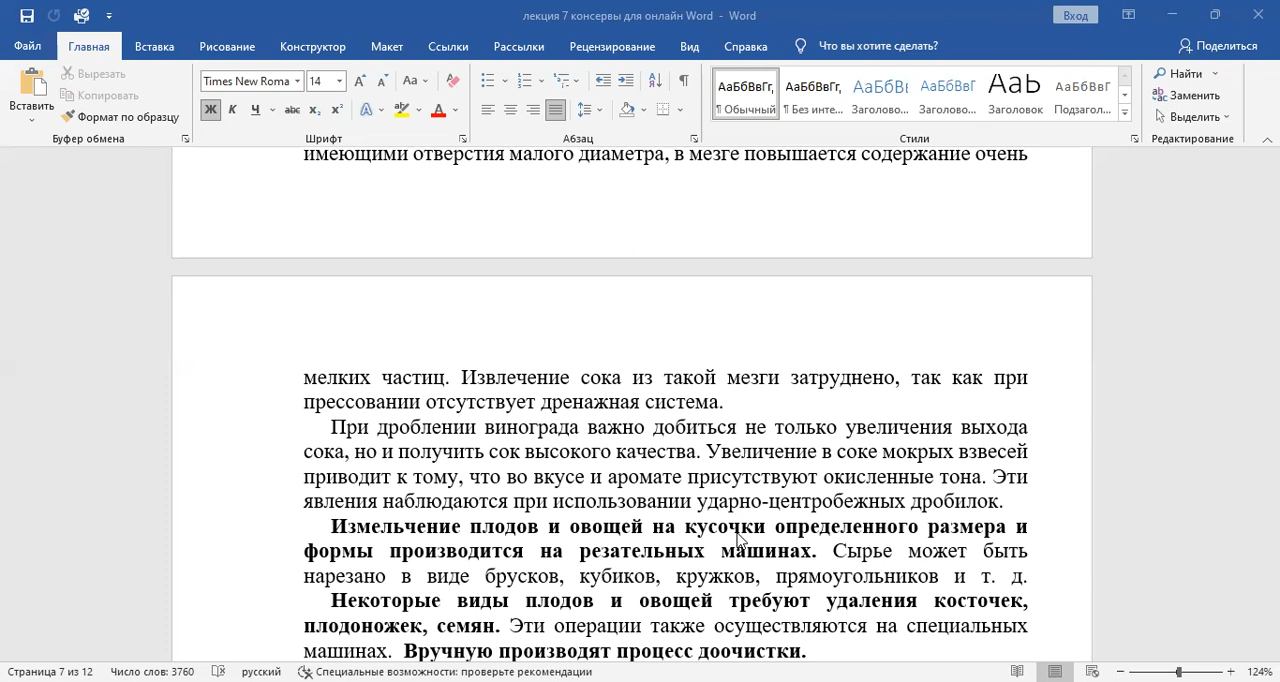 лекция 7 консервы для онлайн Word - Word
Вход
Файл Главная Вставка Рисование Конструктор Макет Ссылки Рассылки Рецензирование Вид Справка Что вы хотите сделать? Поделиться
Вставить
Вырезать
Копировать
Формат по образцу
Буфер обмена
Times New Roma 14
Ж К Ч abc x₂ x²
Шрифт
Абзац
АаБбВвГг, АаБбВвГг, АаБбВі АаБбВвГ АаЬ АаБбВвГ
¶ Обычный ¶ Без инте... Заголово... Заголово... Заголовок Подзагол...
Стили
Найти
Заменить
Выделить
Редактирование
имеющими отверстия малого диаметра, в мезге повышается содержание очень
мелких частиц. Извлечение сока из такой мезги затруднено, так как при
прессовании отсутствует дренажная система.
При дроблении винограда важно добиться не только увеличения выхода
сока, но и получить сок высокого качества. Увеличение в соке мокрых взвесей
приводит к тому, что во вкусе и аромате присутствуют окисленные тона. Эти
явления наблюдаются при использовании ударно-центробежных дробилок.
Измельчение плодов и овощей на кусочки определенного размера и
формы производится на резательных машинах. Сырье может быть
нарезано в виде брусков, кубиков, кружков, прямоугольников и т. д.
Некоторые виды плодов и овощей требуют удаления косточек,
плодоножек, семян. Эти операции также осуществляются на специальных
машинах. Вручную производят процесс доочистки.
Страница 7 из 12 Число слов: 3760 русский Специальные возможности: проверьте рекомендации 124%